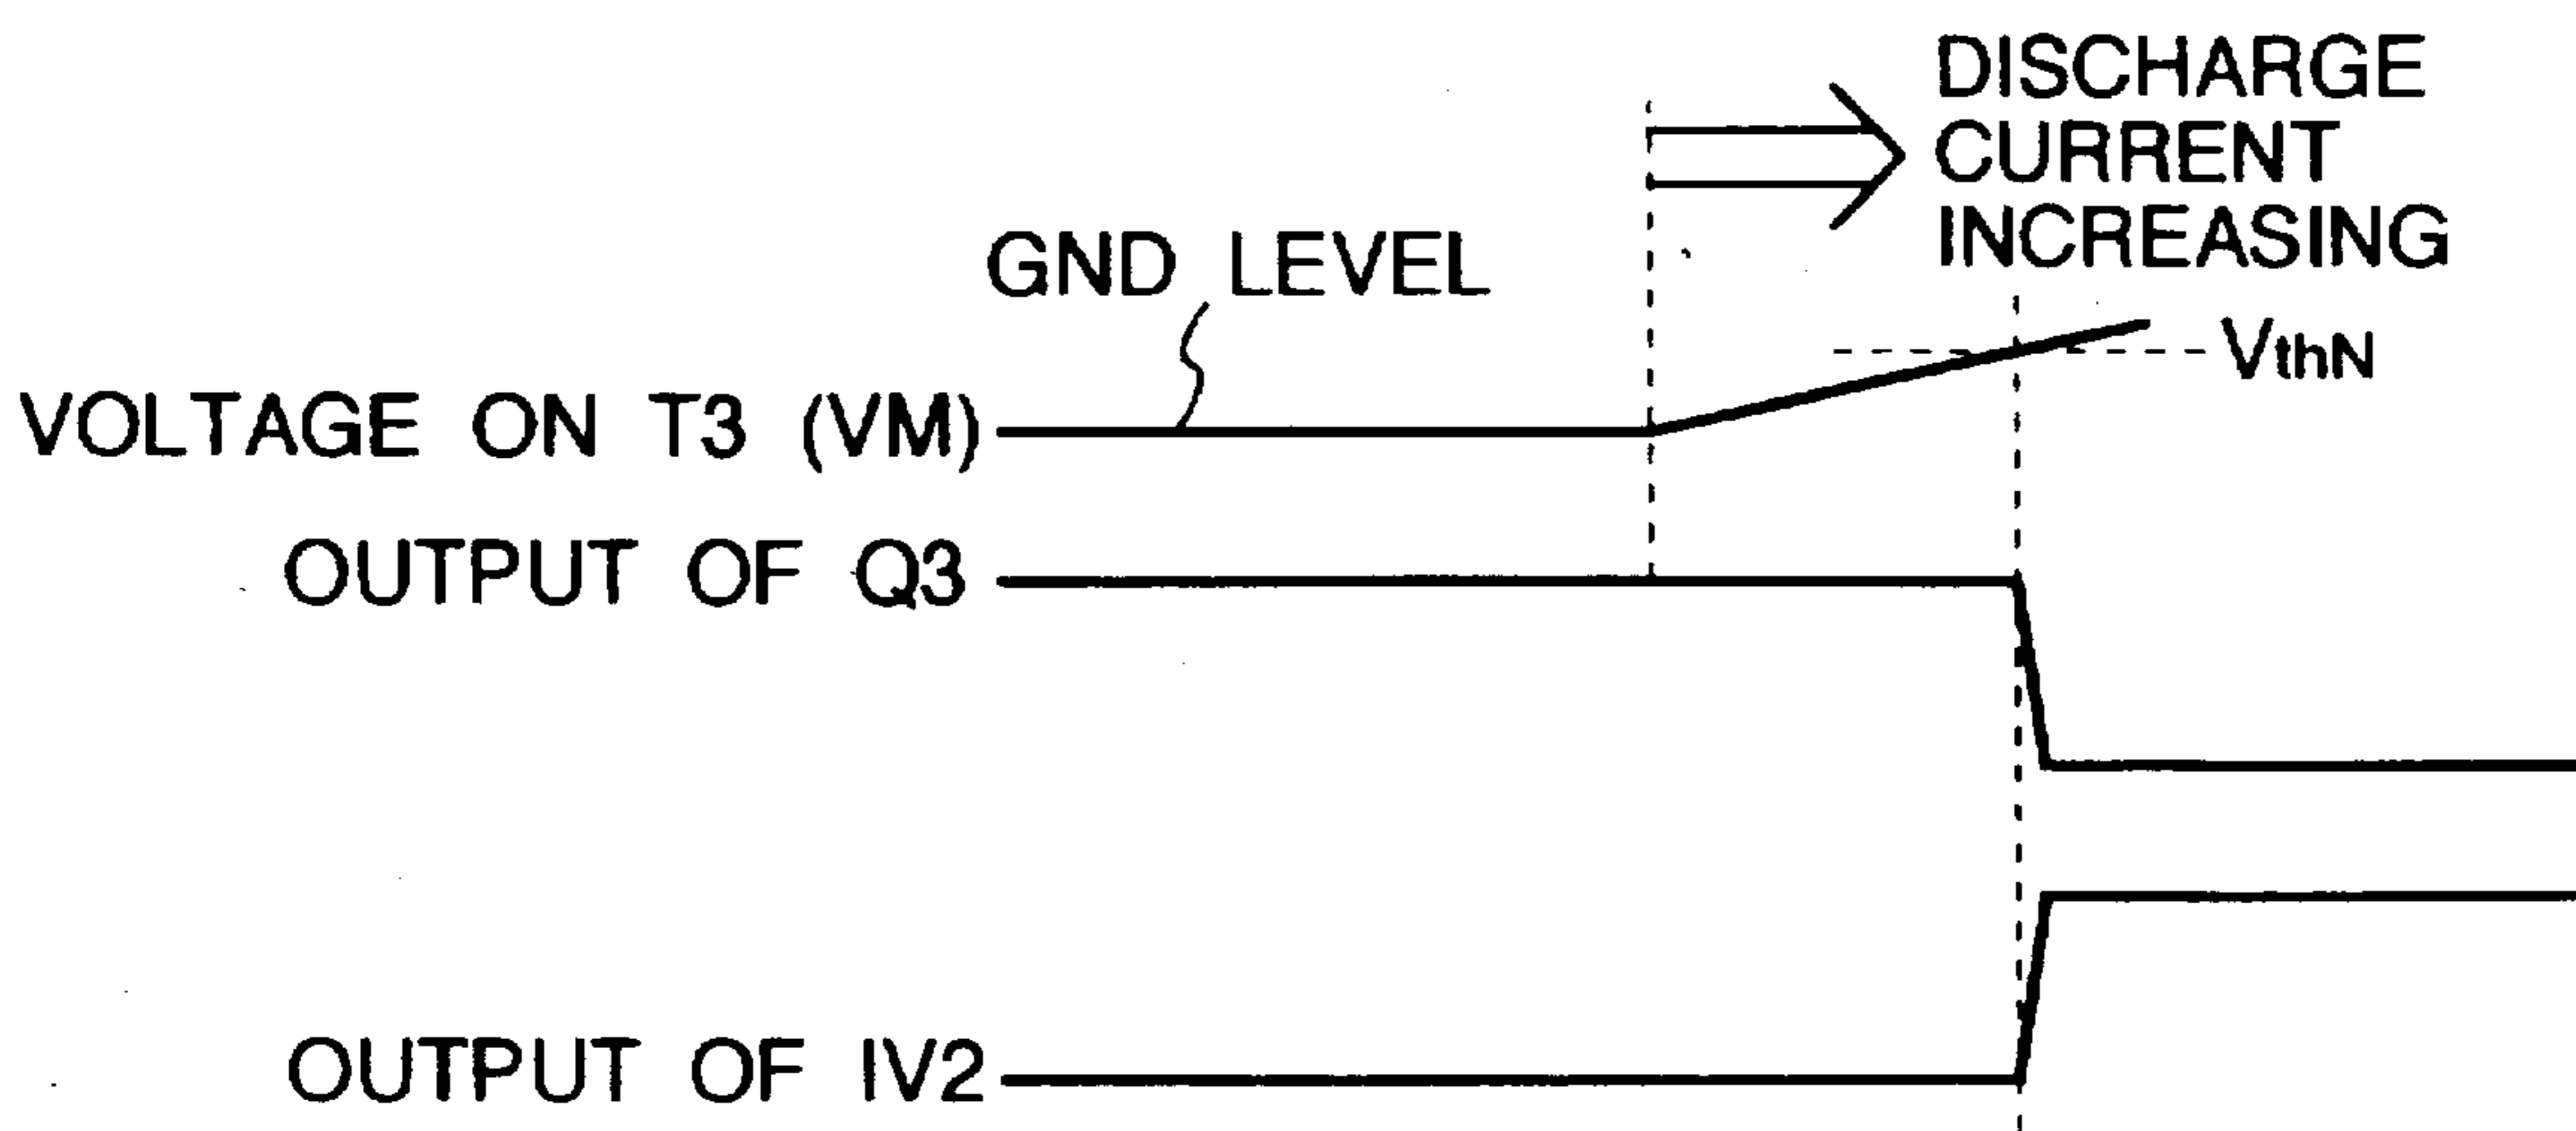 DISCHARGE
CURRENT
INCREASING
GND LEVEL
VthN
VOLTAGE ON T3 (VM)
OUTPUT OF Q3
OUTPUT OF IV2